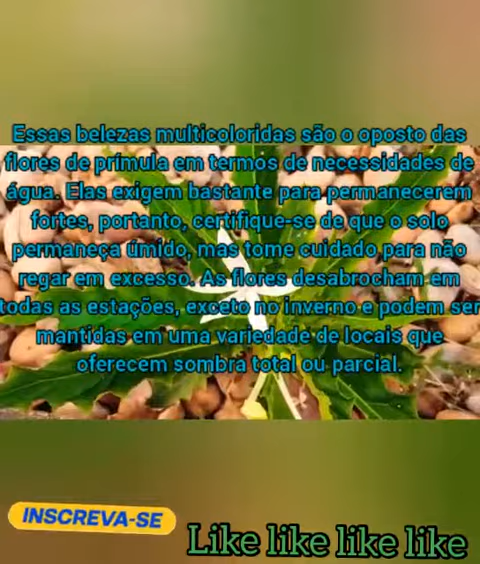 Essas belezas multicoloridas são o oposto das
flores de prímula em termos de necessidades de
água. Elas exigem bastante para permanecerem
fortes, portanto, certifique-se de que o solo
permaneça úmido, mas tome cuidado para não
regar em excesso. As flores desabrocham em
todas as estações, exceto no inverno e podem ser
mantidas em uma variedade de locais que
oferecem sombra total ou parcial.
INSCREVA-SE
Like like like like